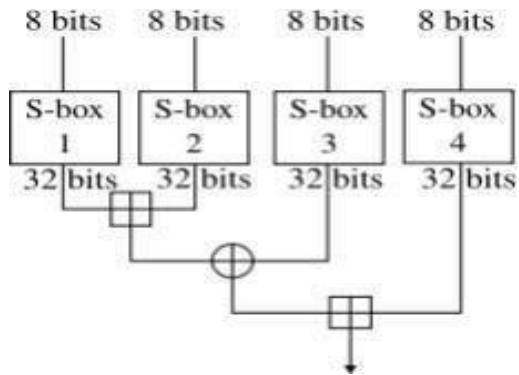 8 bits 8 bits 8 bits 8 bits
S-box S-box S-box S-box
1 2 3 4
32 bits 32 bits 32 bits 32 bits